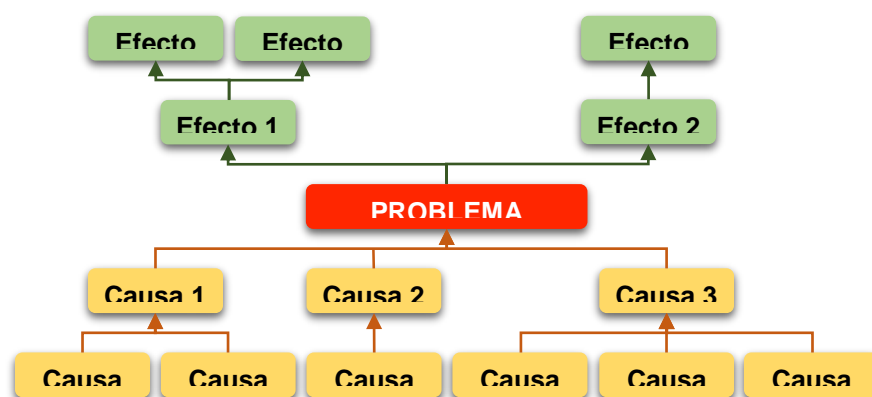 Efecto
Efecto
Efecto
Efecto 1
Efecto 2
PROBLEMA
Causa 1
Causa 2
Causa 3
Causa
Causa
Causa
Causa
Causa
Causa